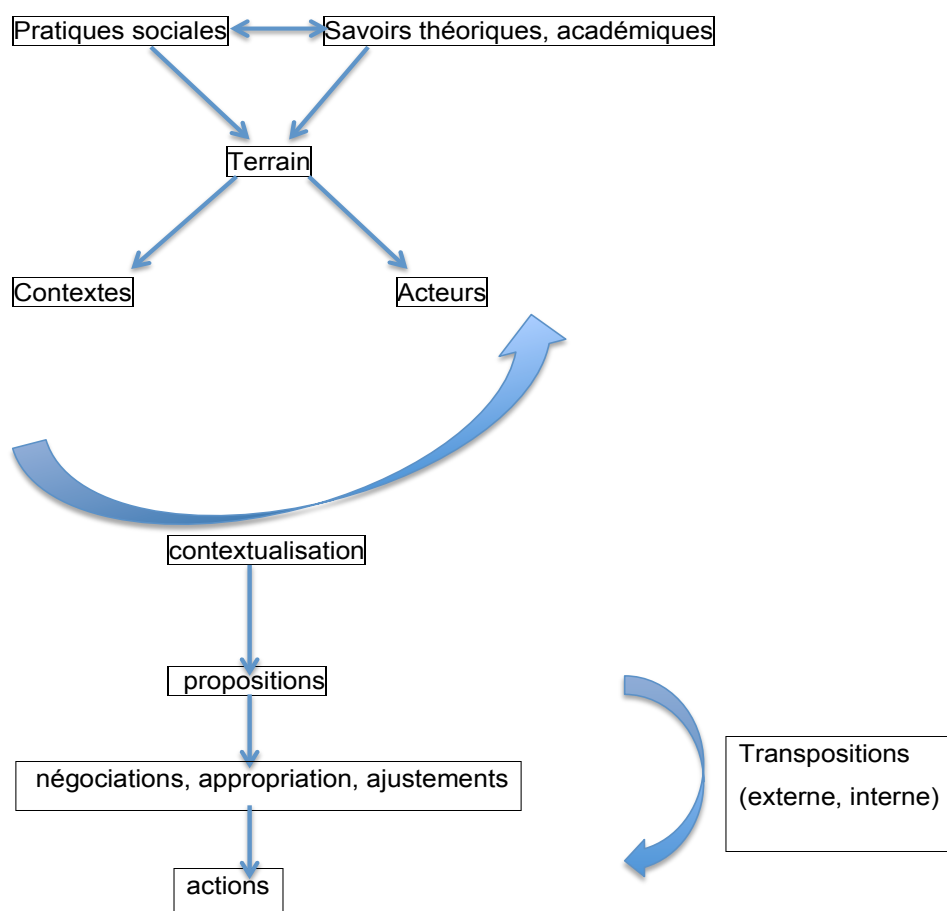 Pratiques sociales
Savoirs théoriques, académiques
Terrain
Contextes
Acteurs
contextualisation
propositions
négociations, appropriation, ajustements
Transpositions
(externe, interne)
actions